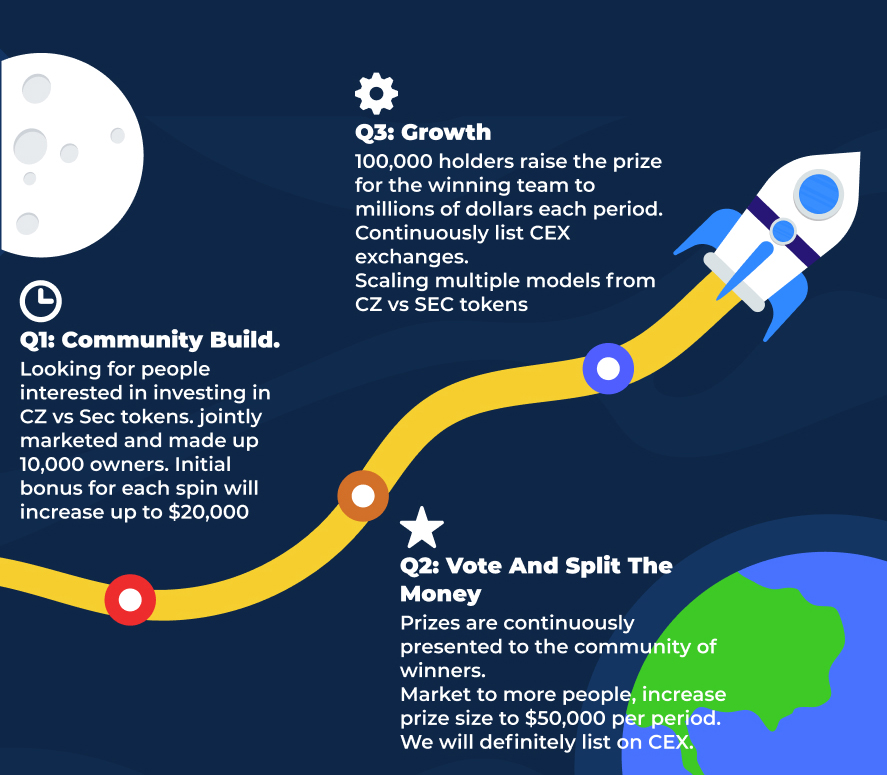 Q1: Community Build.
Looking for people
interested in investing in
CZ vs Sec tokens. jointly
marketed and made up
10,000 owners. Initial
bonus for each spin will
increase up to $20,000
Q2: Vote And Split The
Money
Prizes are continuously
presented to the community of
winners.
Market to more people, increase
prize size to $50,000 per period.
We will definitely list on CEX.
Q3: Growth
100,000 holders raise the prize
for the winning team to
millions of dollars each period.
Continuously list CEX
exchanges.
Scaling multiple models from
CZ vs SEC tokens